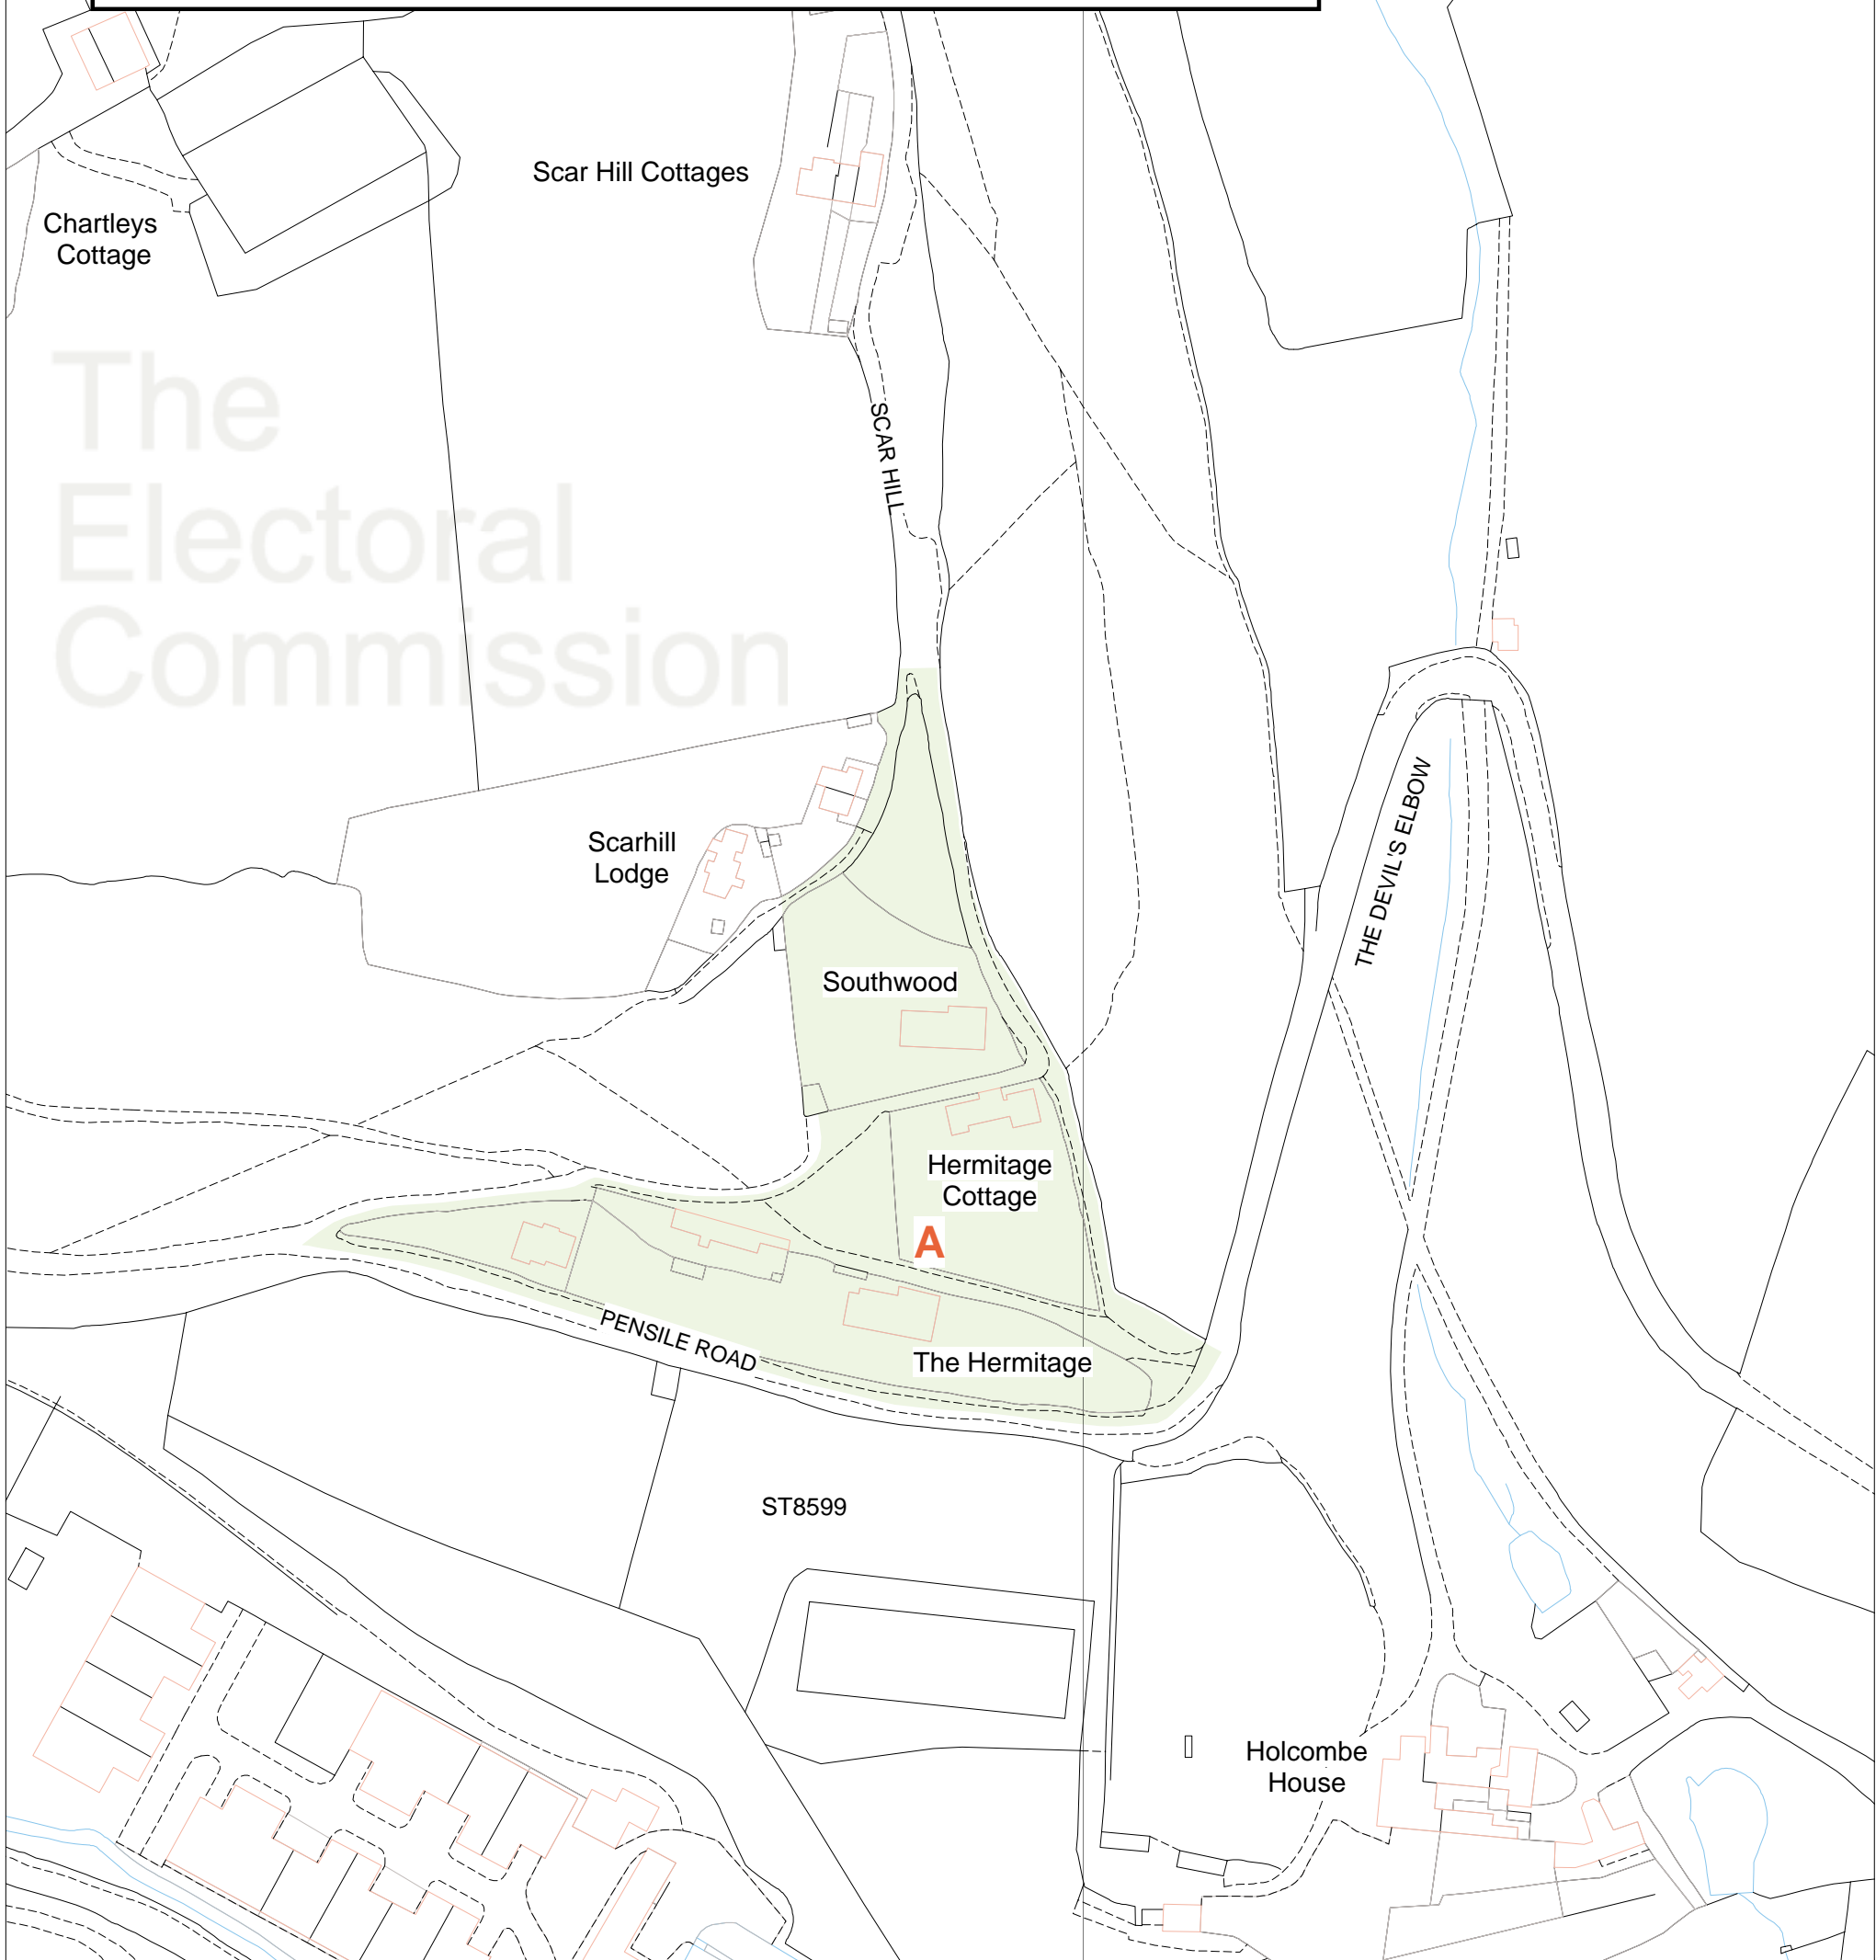 Scar Hill Cottages
Chartleys
Cottage
The
Electoral
Commission
SCAR HILL
THE DEVIL'S ELBOW
Scarhill
Lodge
Southwood
Hermitage
Cottage
A
PENSILE ROAD
The Hermitage
ST8599
Holcombe
House